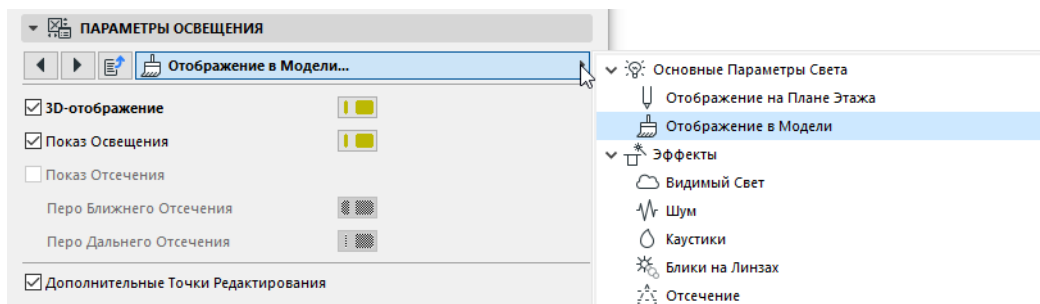 ПАРАМЕТРЫ ОСВЕЩЕНИЯ
Отображение в Модели...
3D-отображение
Показ Освещения
Показ Отсечения
Перо Ближнего Отсечения
Перо Дальнего Отсечения
Дополнительные Точки Редактирования
Основные Параметры Света
Отображение на Плане Этажа
Отображение в Модели
Эффекты
Видимый Свет
Шум
Каустики
Блики на Линзах
Отсечение